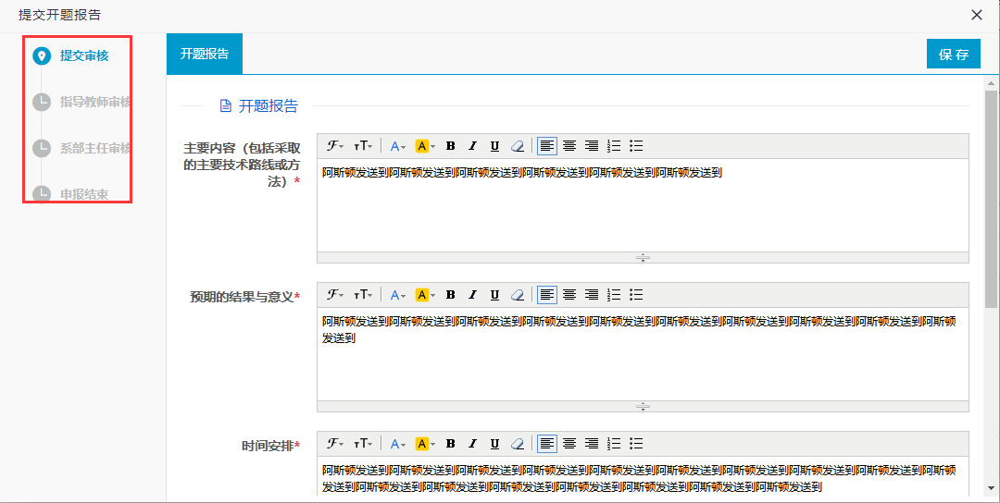 提交开题报告
提交审核
指导教师审核
系部主任审核
申报结束
开题报告
保存
开题报告
主要内容（包括采取
的主要技术路线或方
法）*
阿斯顿发送到阿斯顿发送到阿斯顿发送到阿斯顿发送到阿斯顿发送到阿斯顿发送到
预期的结果与意义*
阿斯顿发送到阿斯顿发送到阿斯顿发送到阿斯顿发送到阿斯顿发送到阿斯顿发送到阿斯顿发送到阿斯顿发送到阿斯顿发送到阿斯顿
发送到
时间安排*
阿斯顿发送到阿斯顿发送到阿斯顿发送到阿斯顿发送到阿斯顿发送到阿斯顿发送到阿斯顿发送到阿斯顿发送到阿斯顿发送到阿斯顿
发送到阿斯顿发送到阿斯顿发送到阿斯顿发送到阿斯顿发送到阿斯顿发送到阿斯顿发送到阿斯顿发送到